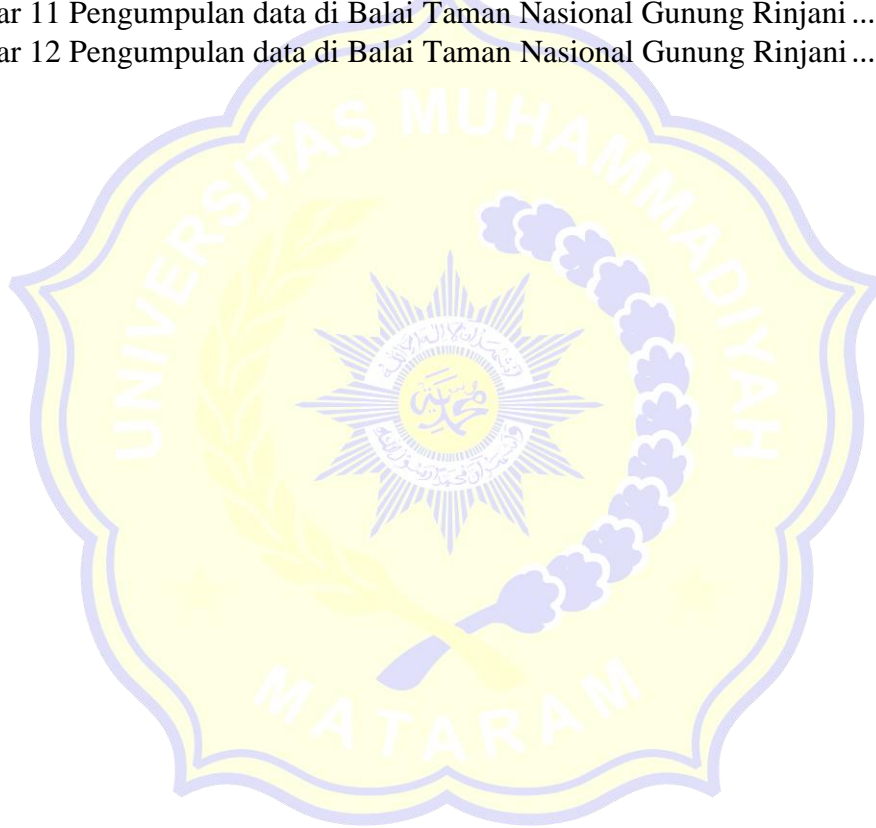 ar 11 Pengumpulan data di Balai Taman Nasional Gunung Rinjani ...
ar 12 Pengumpulan data di Balai Taman Nasional Gunung Rinjani ...
UNIVERSITAS MUHAMMADIYAH
محمدية
MATARAM